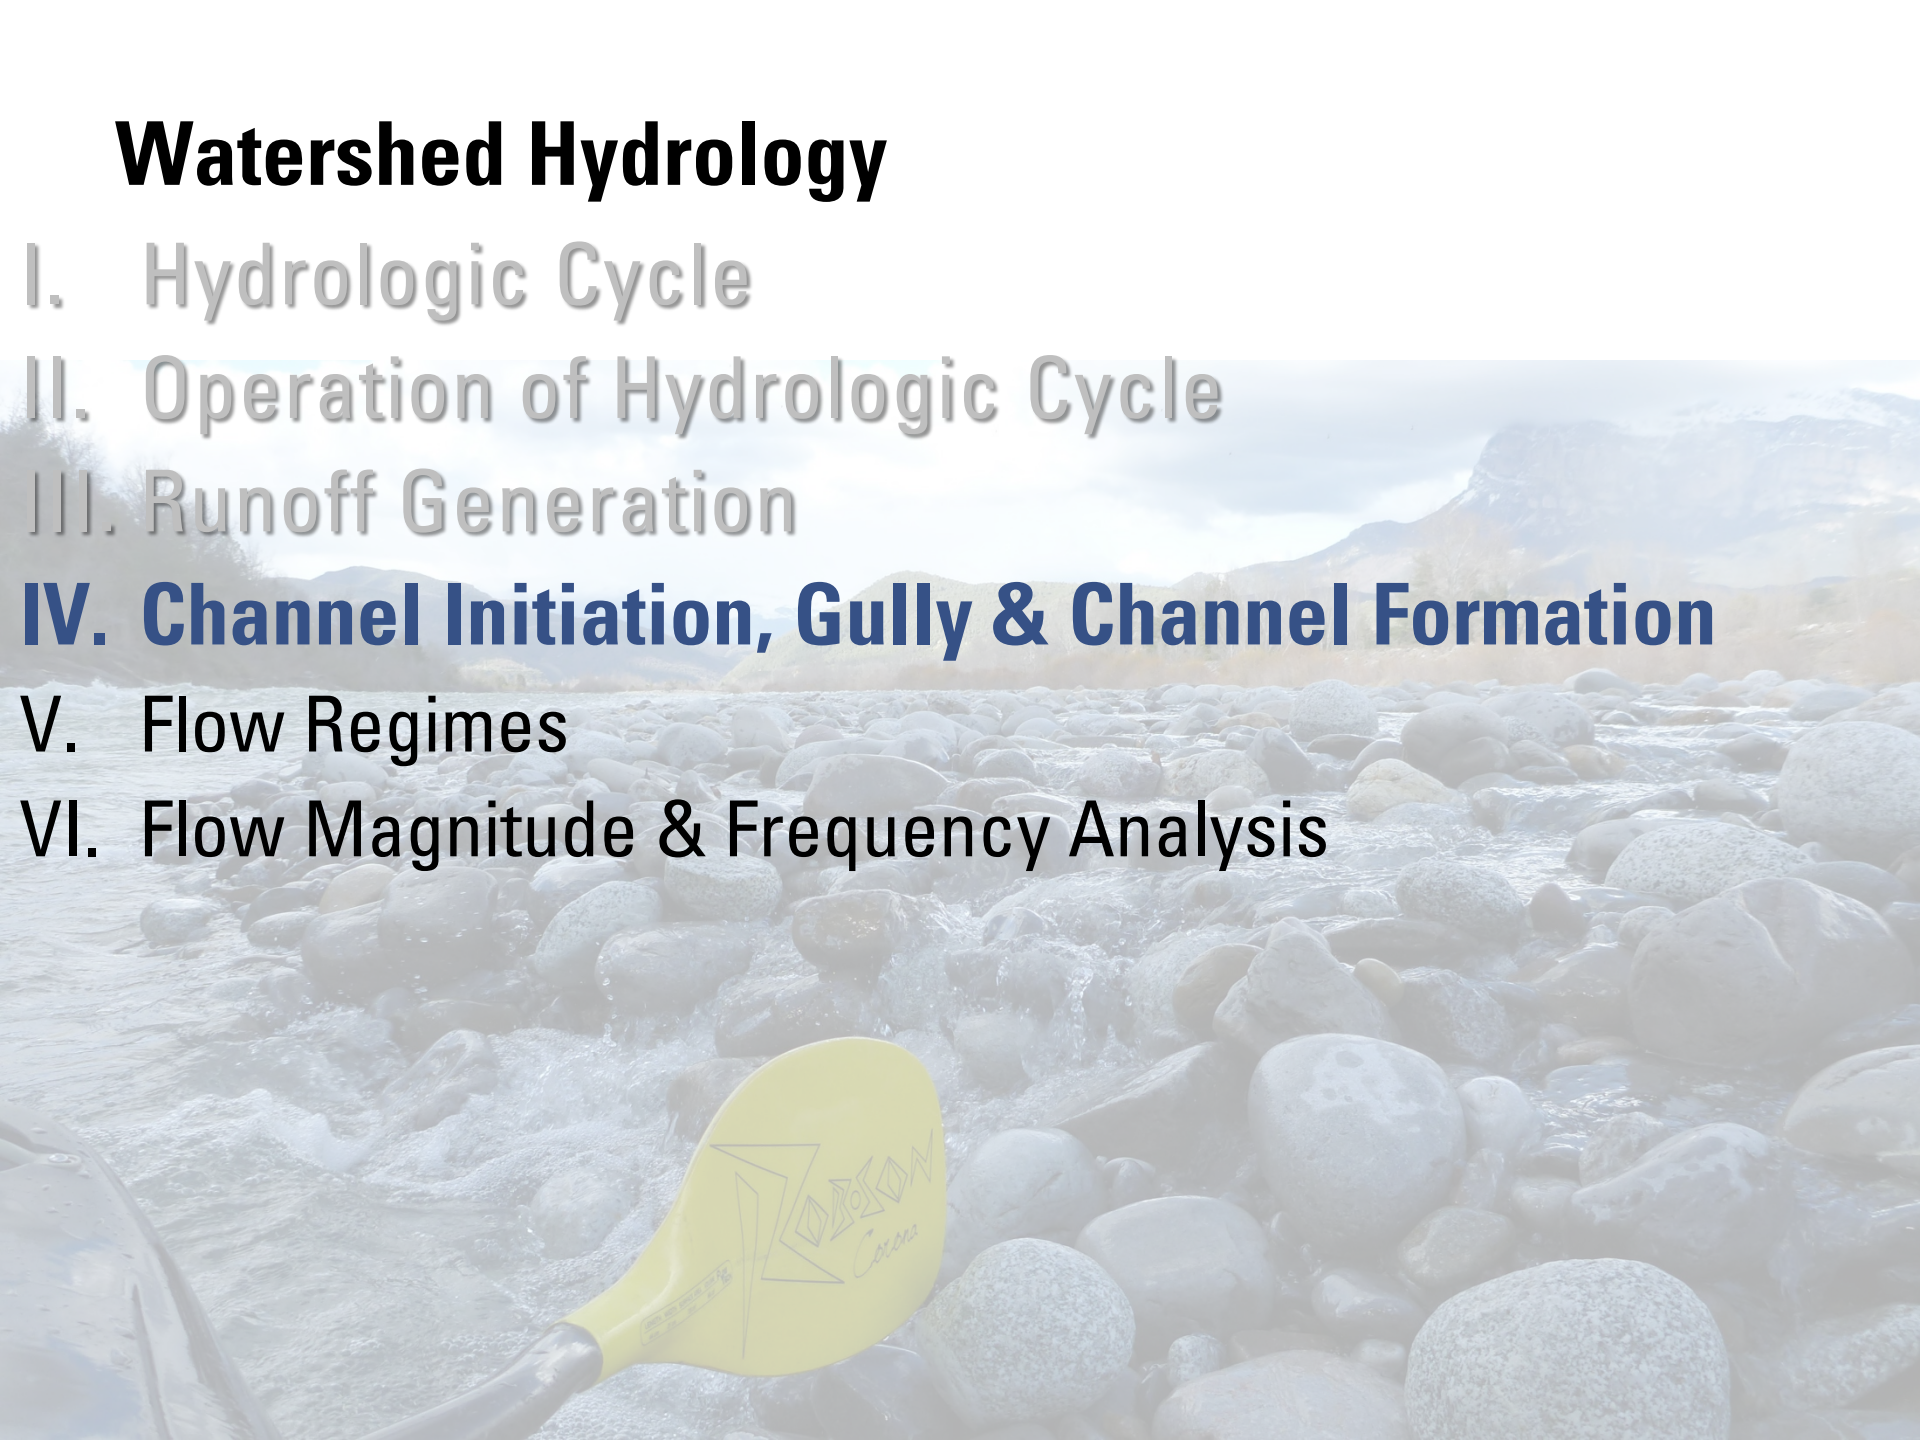 Watershed Hydrology
I. Hydrologic Cycle
II. Operation of Hydrologic Cycle
III. Runoff Generation
IV. Channel Initiation, Gully & Channel Formation
V. Flow Regimes
VI. Flow Magnitude & Frequency Analysis
ROBSON
Corona